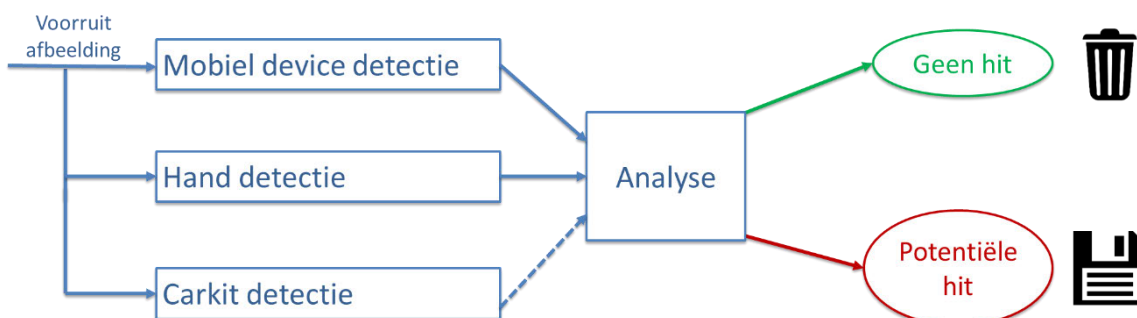 Voorruit
afbeelding
Mobiel device detectie
Hand detectie
Carkit detectie
Analyse
Geen hit
Potentiële
hit